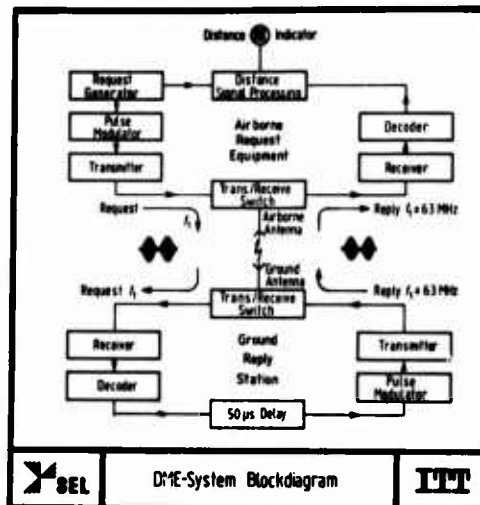 Distance Indicator
Request
Generator
Distance
Signal Processing
Pulse
Modulator
Decoder
Airborne
Request
Equipment
Transmitter
Receiver
Trans/Receive
Switch
Request
f₁
Airborne
Antenna
Reply f₁ ± 63 MHz
Ground
Antenna
Request f₁
Reply f₁ ± 63 MHz
Trans/Receive
Switch
Receiver
Ground
Reply
Station
Transmitter
Decoder
Pulse
Modulator
50 µs Delay
SEL
DME-System Blockdiagram
ITT